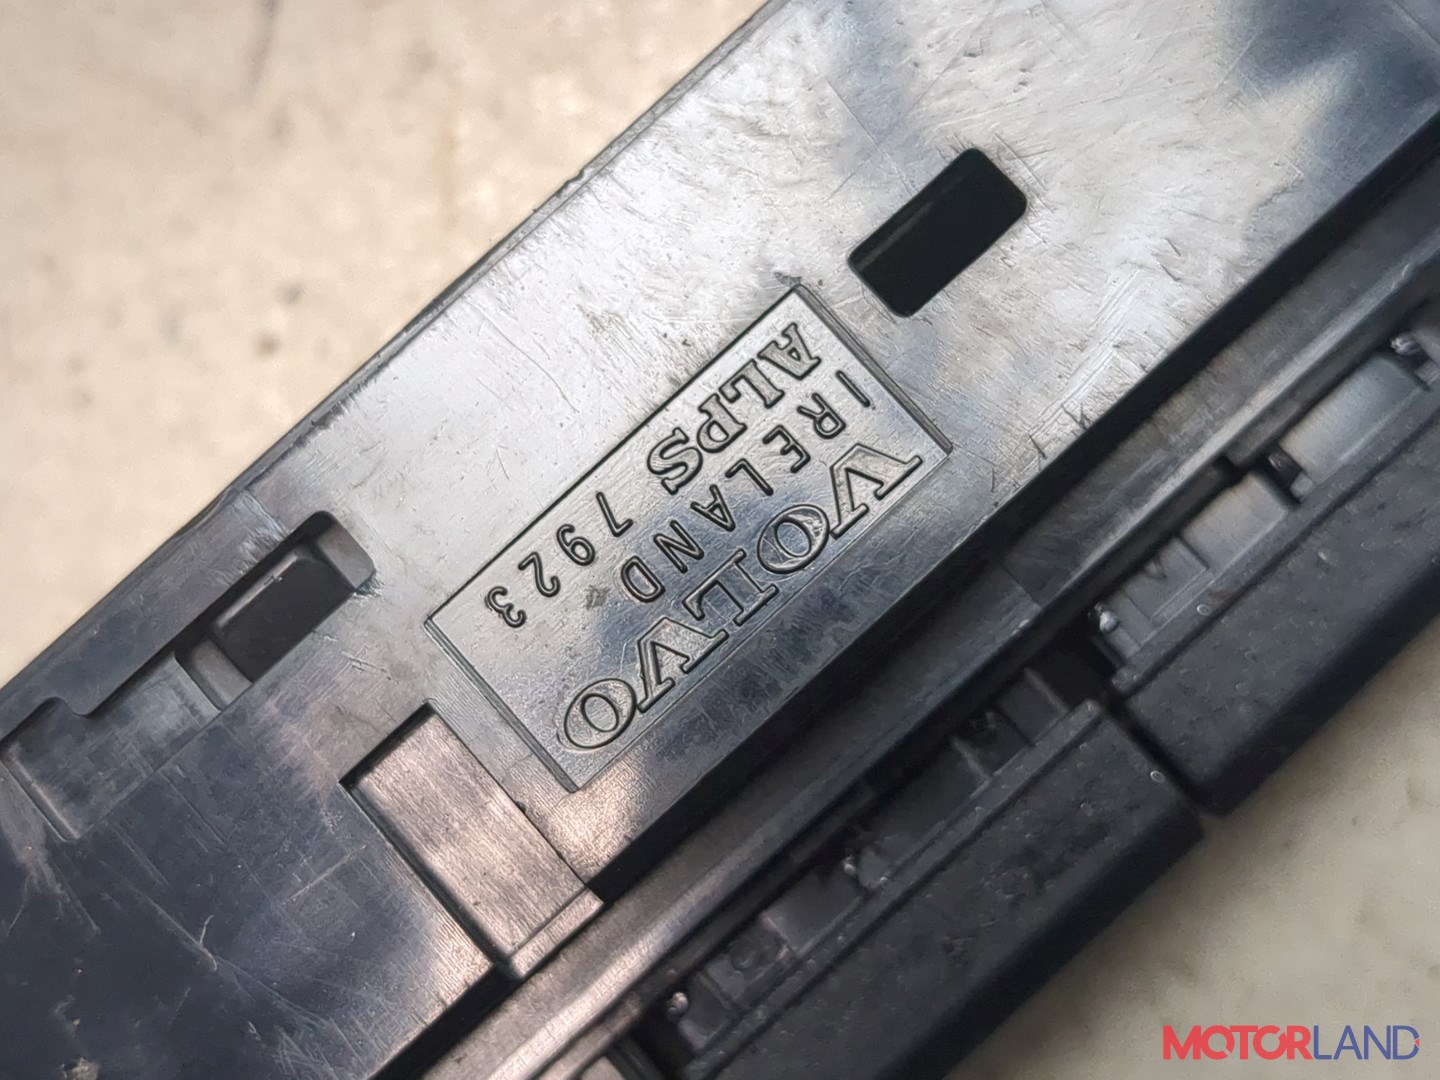 VOLVO
IRELAND
ALPS 7923
MOTORLAND